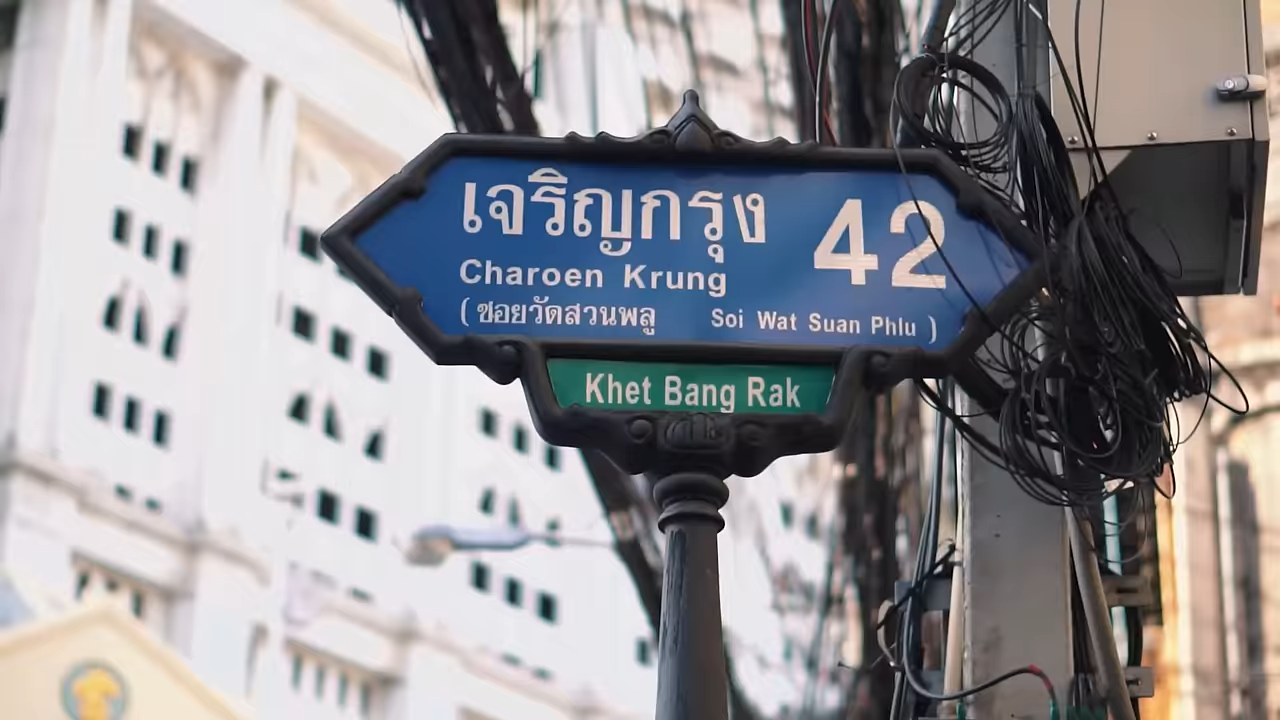 เจริญกรุง 42
Charoen Krung
(ซอยวัดสวนพลู Soi Wat Suan Phlu)
Khet Bang Rak